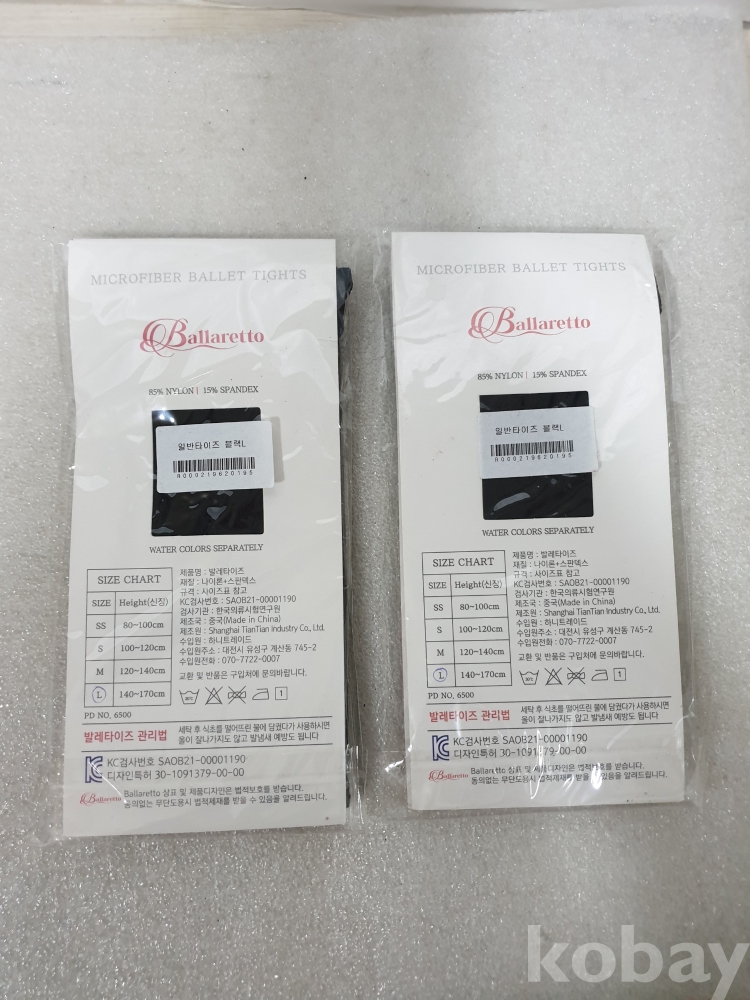 MICROFIBER BALLET TIGHTS
Ballaretto
85% NYLON | 15% SPANDEX
일반타이즈 블랙L
R000219620195
WATER COLORS SEPARATELY
SIZE CHART
SIZE Height(신장)
SS 80~100cm
S 100~120cm
M 120~140cm
L 140~170cm
PD NO. 6500
제품명 : 발레타이즈
재질 : 나이론+스판덱스
규격 : 사이즈표 참고
KC검사번호 : SAOB21-00001190
검사기관 : 한국의류시험연구원
제조국 : 중국(Made in China)
제조원 : Shanghai TianTian Industry Co., Ltd.
수입원 : 하니트레이드
수입원주소 : 대전시 유성구 계산동 745-2
수입원전화 : 070-7722-0007
교환 및 반품은 구입처에 문의바랍니다.
1
발레타이즈 관리법
세탁 후 식초를 떨어뜨린 물에 담궜다가 사용하시면
올이 잘나가지도 않고 발냄새 예방도 됩니다
KC검사번호 SAOB21-00001190
디자인특허 30-1091379-00-00
Ballaretto
Ballaretto 상표 및 제품디자인은 법적보호를 받습니다.
동의없는 무단도용시 법적제재를 받을 수 있음을 알려드립니다.
MICROFIBER BALLET TIGHTS
Ballaretto
85% NYLON | 15% SPANDEX
일반타이즈 블랙L
R000219620195
WATER COLORS SEPARATELY
SIZE CHART
SIZE Height(신장)
SS 80~100cm
S 100~120cm
M 120~140cm
L 140~170cm
PD NO. 6500
제품명 : 발레타이즈
재질 : 나이론+스판덱스
규격 : 사이즈표 참고
KC검사번호 : SAOB21-00001190
검사기관 : 한국의류시험연구원
제조국 : 중국(Made in China)
제조원 : Shanghai TianTian Industry Co., Ltd.
수입원 : 하니트레이드
수입원주소 : 대전시 유성구 계산동 745-2
수입원전화 : 070-7722-0007
교환 및 반품은 구입처에 문의바랍니다.
1
발레타이즈 관리법
세탁 후 식초를 떨어뜨린 물에 담궜다가 사용하시면
올이 잘나가지도 않고 발냄새 예방도 됩니다
KC검사번호 SAOB21-00001190
디자인특허 30-1091379-00-00
Ballaretto
Ballaretto 상표 및 제품디자인은 법적보호를 받습니다.
동의없는 무단도용시 법적제재를 받을 수 있음을 알려드립니다.
kobay